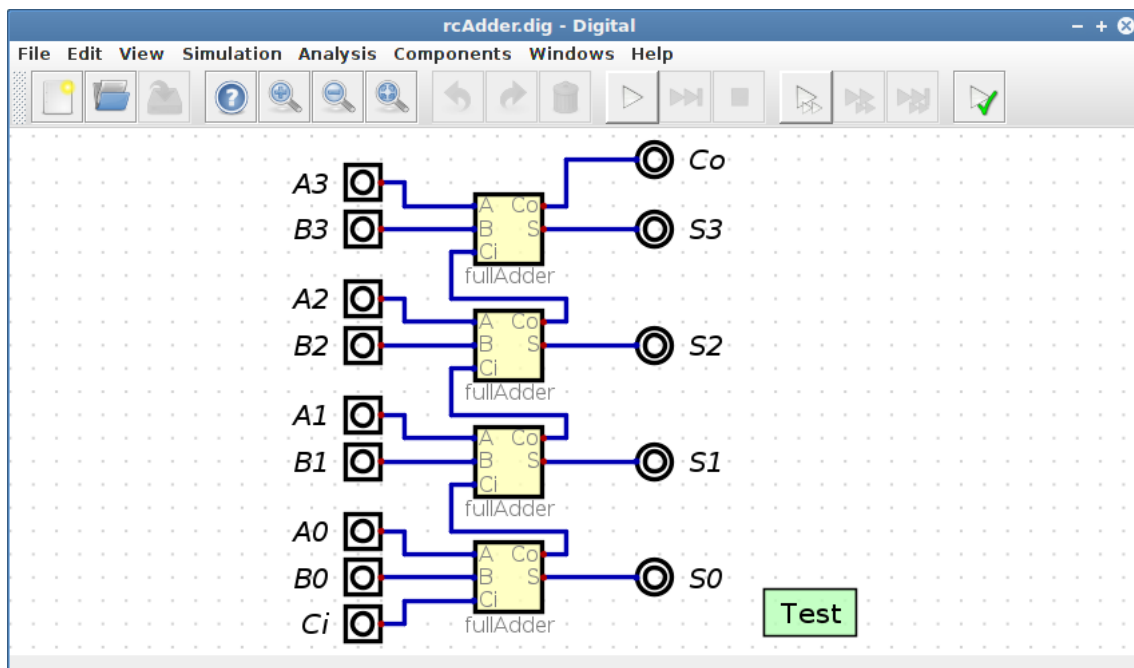 rcAdder.dig - Digital
File Edit View Simulation Analysis Components Windows Help
Co
A3
A Co
B3
B S
S3
Ci
fullAdder
A2
A Co
B2
B S
S2
Ci
fullAdder
A1
A Co
B1
B S
S1
Ci
fullAdder
A0
A Co
B0
B S
S0
Ci
Ci
fullAdder
Test